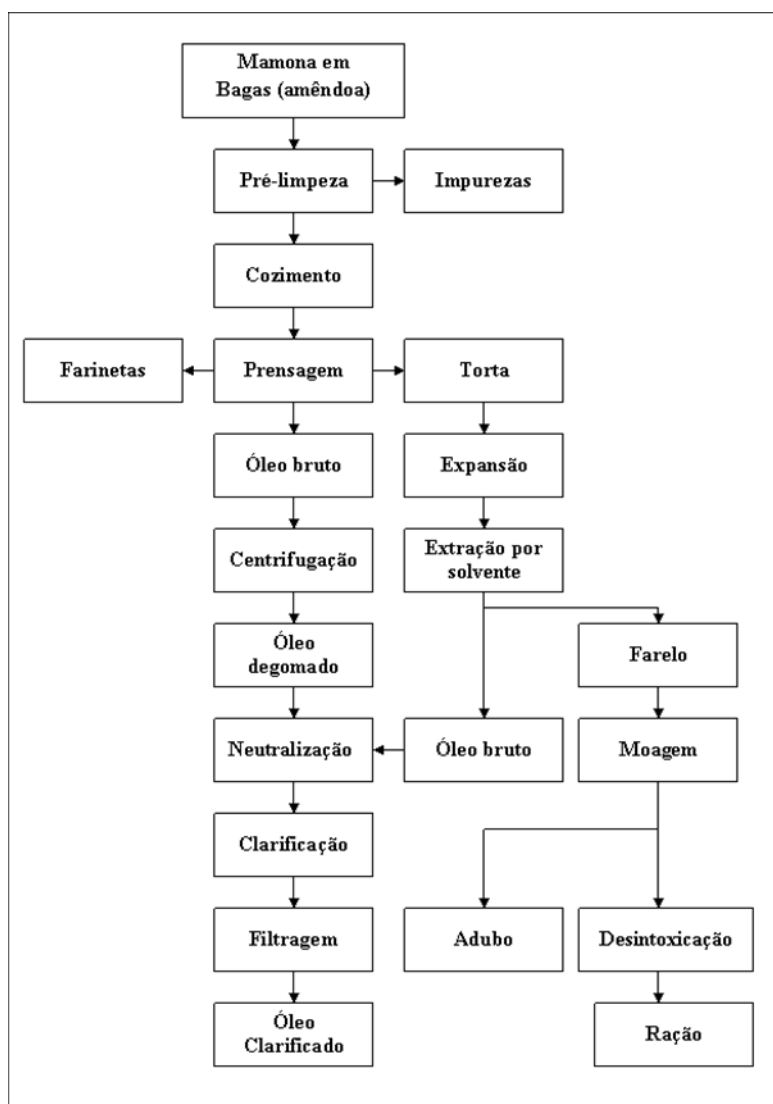 Mamona em
Bagas (amêndoa)
Pré-limpeza
Impurezas
Cozimento
Farinetas
Prensagem
Torta
Óleo bruto
Expansão
Centrifugação
Extração por
solvente
Óleo
degomado
Farelo
Neutralização
Óleo bruto
Moagem
Clarificação
Filtragem
Adubo
Desintoxicação
Óleo
Clarificado
Ração